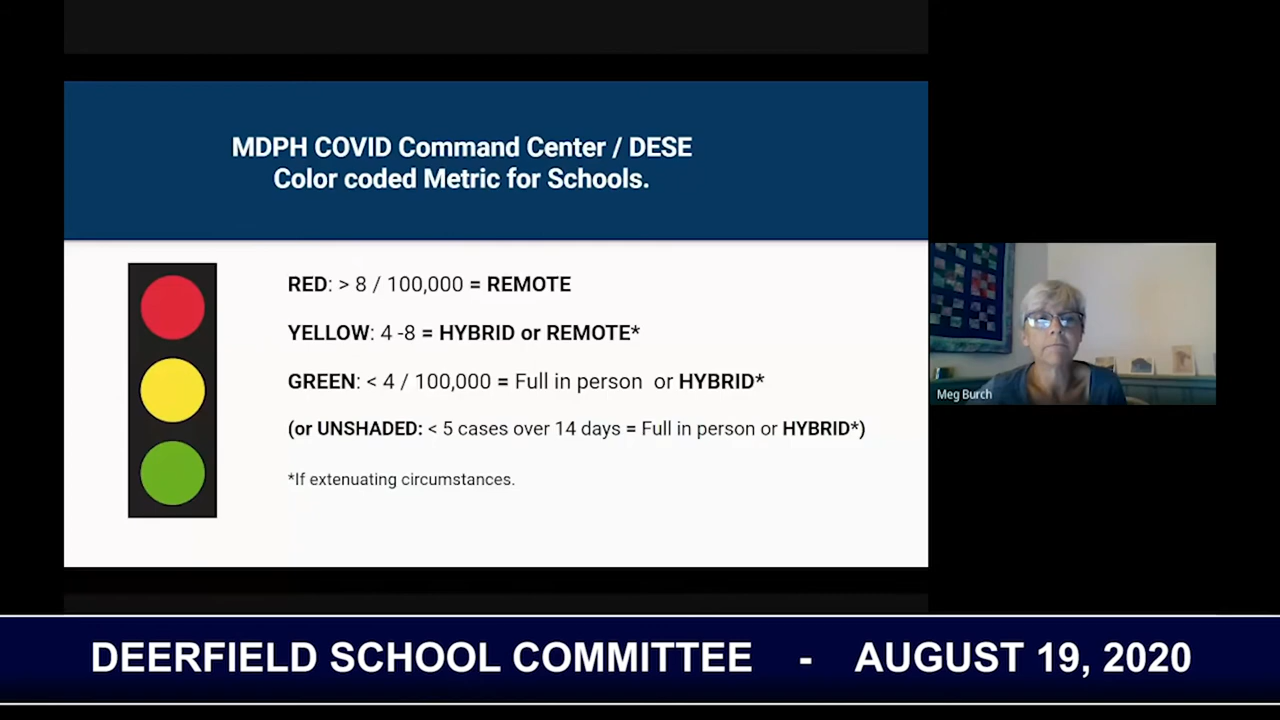 MDPH COVID Command Center / DESE
Color coded Metric for Schools.
RED: > 8 / 100,000 = REMOTE
YELLOW: 4 -8 = HYBRID or REMOTE*
GREEN: < 4 / 100,000 = Full in person or HYBRID*
(or UNSHADED: < 5 cases over 14 days = Full in person or HYBRID*)
*If extenuating circumstances.
Meg Burch
DEERFIELD SCHOOL COMMITTEE - AUGUST 19, 2020